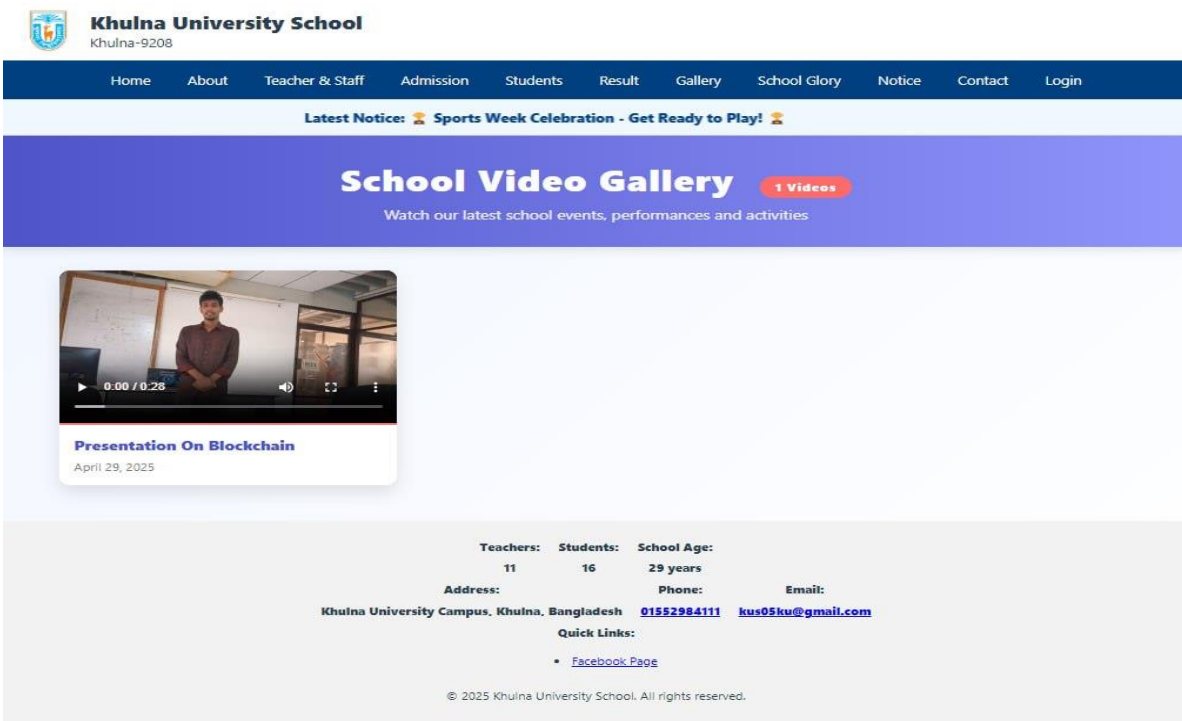 Khulna University School
Khulna-9208
Home About Teacher & Staff Admission Students Result Gallery School Glory Notice Contact Login
Latest Notice: 🏆 Sports Week Celebration - Get Ready to Play! 🏆
School Video Gallery 1 Videos
Watch our latest school events, performances and activities
0:00 / 0:28
Presentation On Blockchain
April 29, 2025
Teachers: Students: School Age:
11 16 29 years
Address: Phone: Email:
Khulna University Campus, Khulna, Bangladesh 01552984111 kus05ku@gmail.com
Quick Links:
• Facebook Page
© 2025 Khulna University School. All rights reserved.